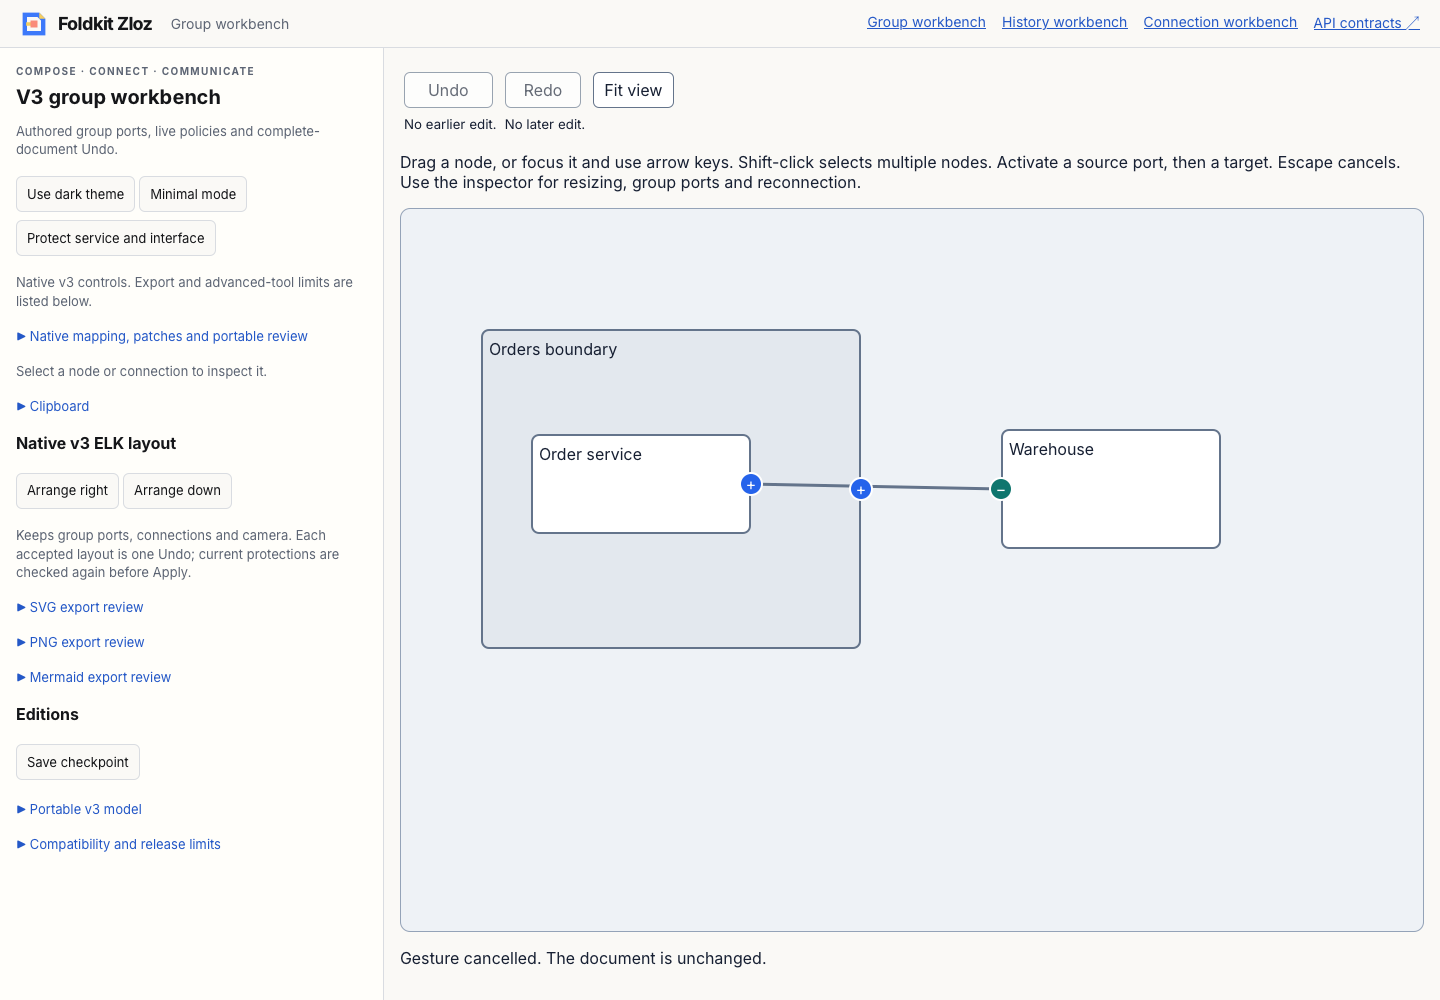 Foldkit Zloz
Group workbench
Group workbench
History workbench
Connection workbench
API contracts ↗
COMPOSE · CONNECT · COMMUNICATE
V3 group workbench
Authored group ports, live policies and complete-
document Undo.
Use dark theme
Minimal mode
Protect service and interface
Native v3 controls. Export and advanced-tool limits are
listed below.
▶ Native mapping, patches and portable review
Select a node or connection to inspect it.
▶ Clipboard
Native v3 ELK layout
Arrange right
Arrange down
Keeps group ports, connections and camera. Each
accepted layout is one Undo; current protections are
checked again before Apply.
▶ SVG export review
▶ PNG export review
▶ Mermaid export review
Editions
Save checkpoint
▶ Portable v3 model
▶ Compatibility and release limits
Undo
Redo
Fit view
No earlier edit.
No later edit.
Drag a node, or focus it and use arrow keys. Shift-click selects multiple nodes. Activate a source port, then a target. Escape cancels.
Use the inspector for resizing, group ports and reconnection.
Orders boundary
Order service
+
+
−
Warehouse
Gesture cancelled. The document is unchanged.